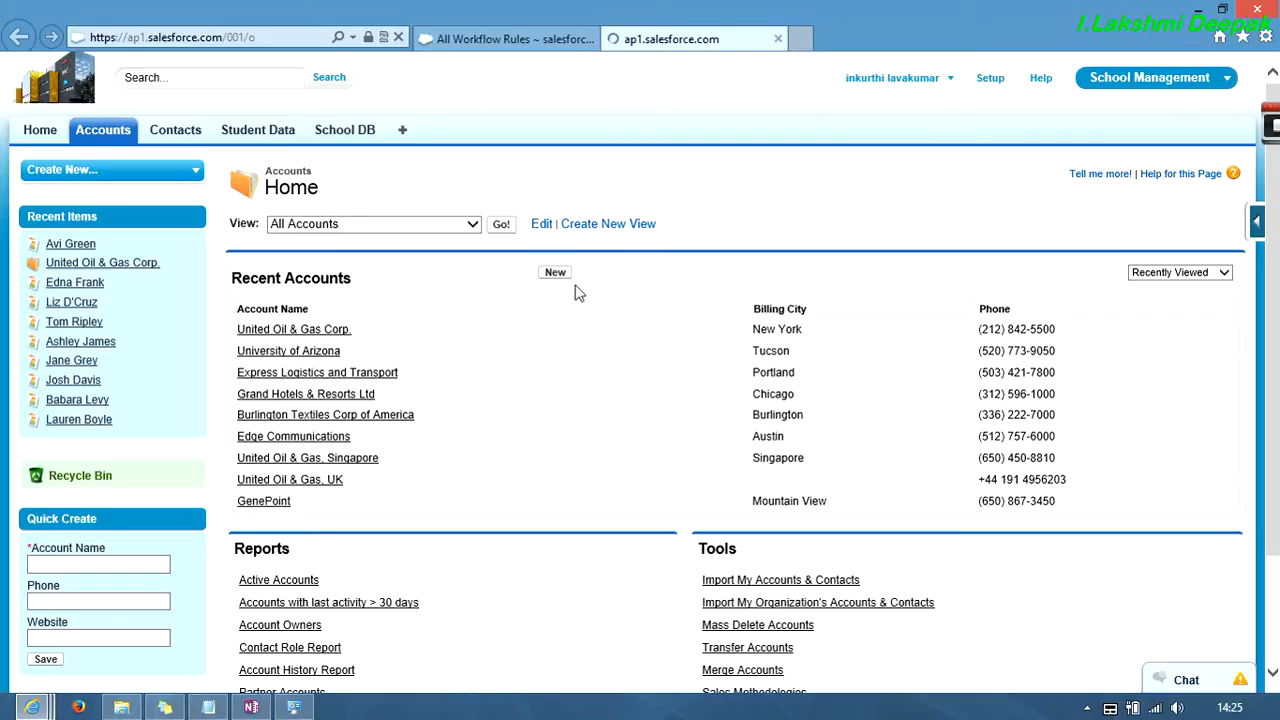 I.Lakshmi Deepak
https://ap1.salesforce.com/001/o
All Workflow Rules ~ salesforc...
ap1.salesforce.com
Search...
Search
inkurthi lavakumar
Setup
Help
School Management
Home
Accounts
Contacts
Student Data
School DB
Create New...
Accounts
Home
Tell me more! | Help for this Page
View:
All Accounts
Go!
Edit | Create New View
Recent Items
Avi Green
United Oil & Gas Corp.
Edna Frank
Liz D'Cruz
Tom Ripley
Ashley James
Jane Grey
Josh Davis
Babara Levy
Lauren Boyle
Recycle Bin
Quick Create
*Account Name
Phone
Website
Save
Recent Accounts
New
Recently Viewed
Account Name Billing City Phone
United Oil & Gas Corp. New York (212) 842-5500
University of Arizona Tucson (520) 773-9050
Express Logistics and Transport Portland (503) 421-7800
Grand Hotels & Resorts Ltd Chicago (312) 596-1000
Burlington Textiles Corp of America Burlington (336) 222-7000
Edge Communications Austin (512) 757-6000
United Oil & Gas, Singapore Singapore (650) 450-8810
United Oil & Gas, UK +44 191 4956203
GenePoint Mountain View (650) 867-3450
Reports
Active Accounts
Accounts with last activity > 30 days
Account Owners
Contact Role Report
Account History Report
Partner Accounts
Tools
Import My Accounts & Contacts
Import My Organization's Accounts & Contacts
Mass Delete Accounts
Transfer Accounts
Merge Accounts
Sales Methodologies
Chat
14:25